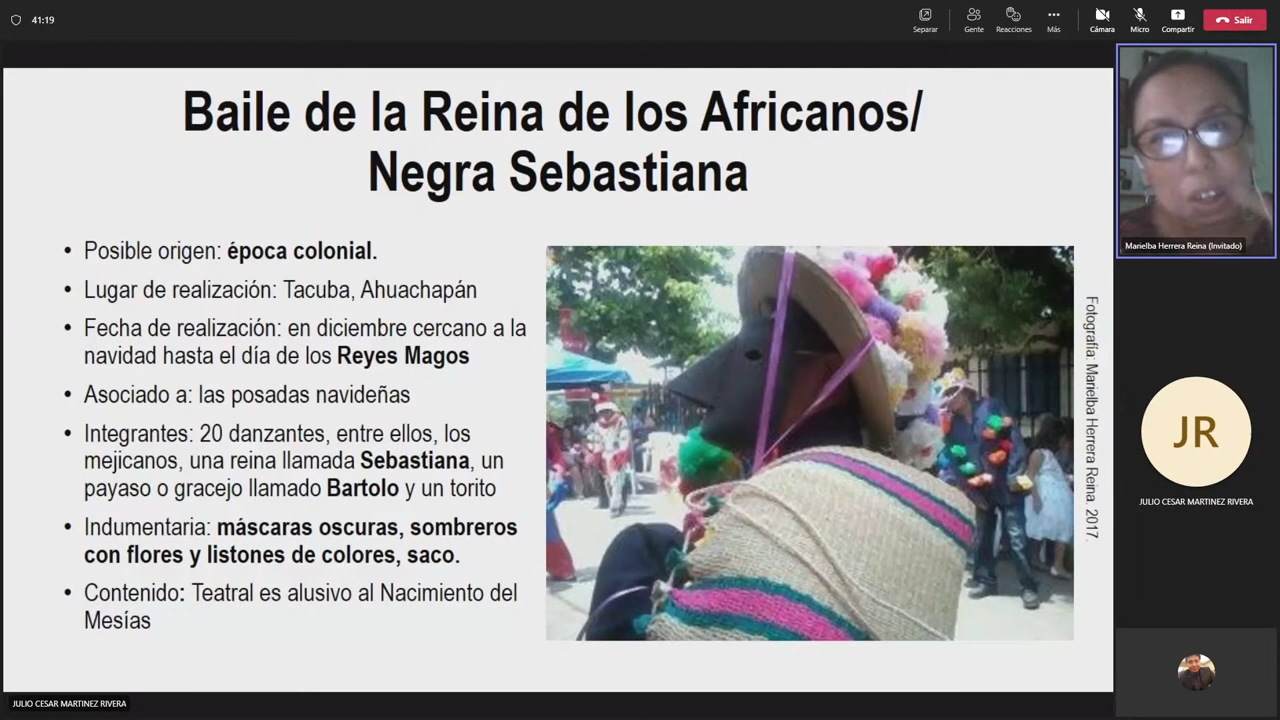 41:19
Separar
Gente
Reacciones
Más
Cámara
Micro
Compartir
Salir
Baile de la Reina de los Africanos/
Negra Sebastiana
• Posible origen: época colonial.
• Lugar de realización: Tacuba, Ahuachapán
• Fecha de realización: en diciembre cercano a la
navidad hasta el día de los Reyes Magos
• Asociado a: las posadas navideñas
• Integrantes: 20 danzantes, entre ellos, los
mejicanos, una reina llamada Sebastiana, un
payaso o gracejo llamado Bartolo y un torito
• Indumentaria: máscaras oscuras, sombreros
con flores y listones de colores, saco.
• Contenido: Teatral es alusivo al Nacimiento del
Mesías
Fotografía: Marielba Herrera Reina. 2017.
Marielba Herrera Reina (Invitado)
JR
JULIO CESAR MARTINEZ RIVERA
JULIO CESAR MARTINEZ RIVERA